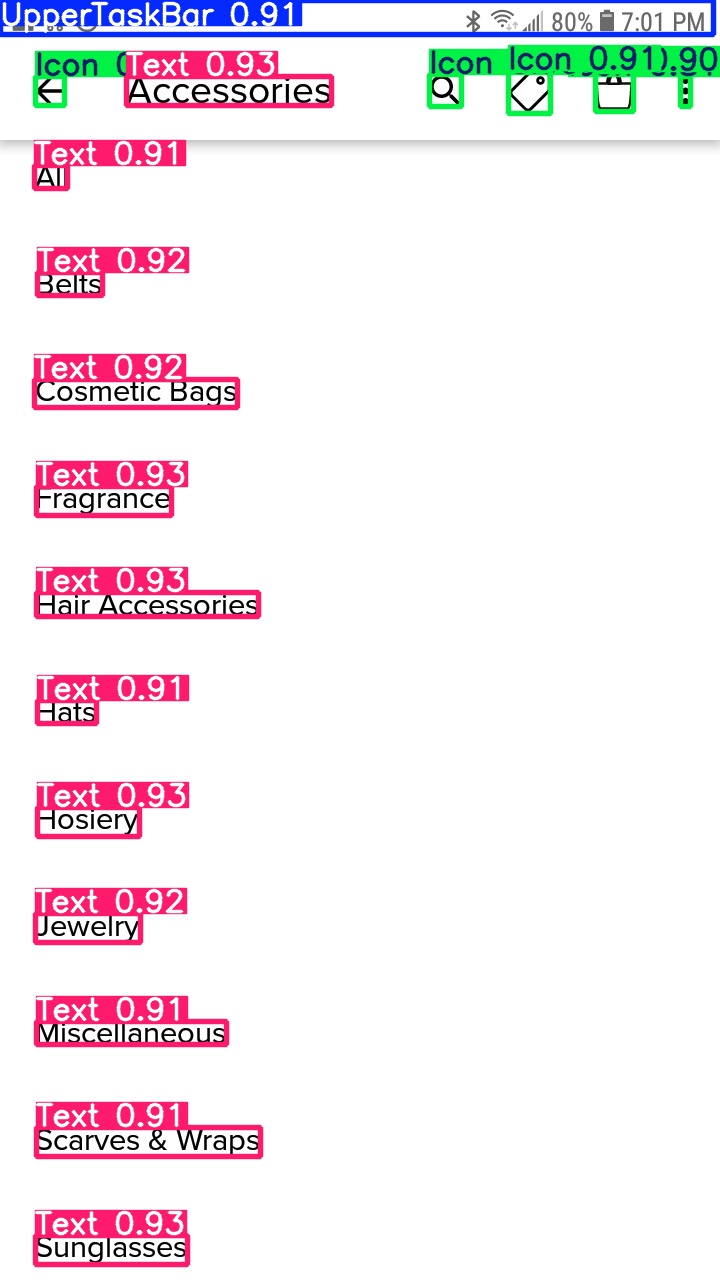 UpperTaskBar 0.91
80% 7:01 PM
Icon Text 0.93 Icon Icon 0.91 0.90
Accessories
Text 0.91
All
Text 0.92
Belts
Text 0.92
Cosmetic Bags
Text 0.93
Fragrance
Text 0.93
Hair Accessories
Text 0.91
Hats
Text 0.93
Hosiery
Text 0.92
Jewelry
Text 0.91
Miscellaneous
Text 0.91
Scarves & Wraps
Text 0.93
Sunglasses